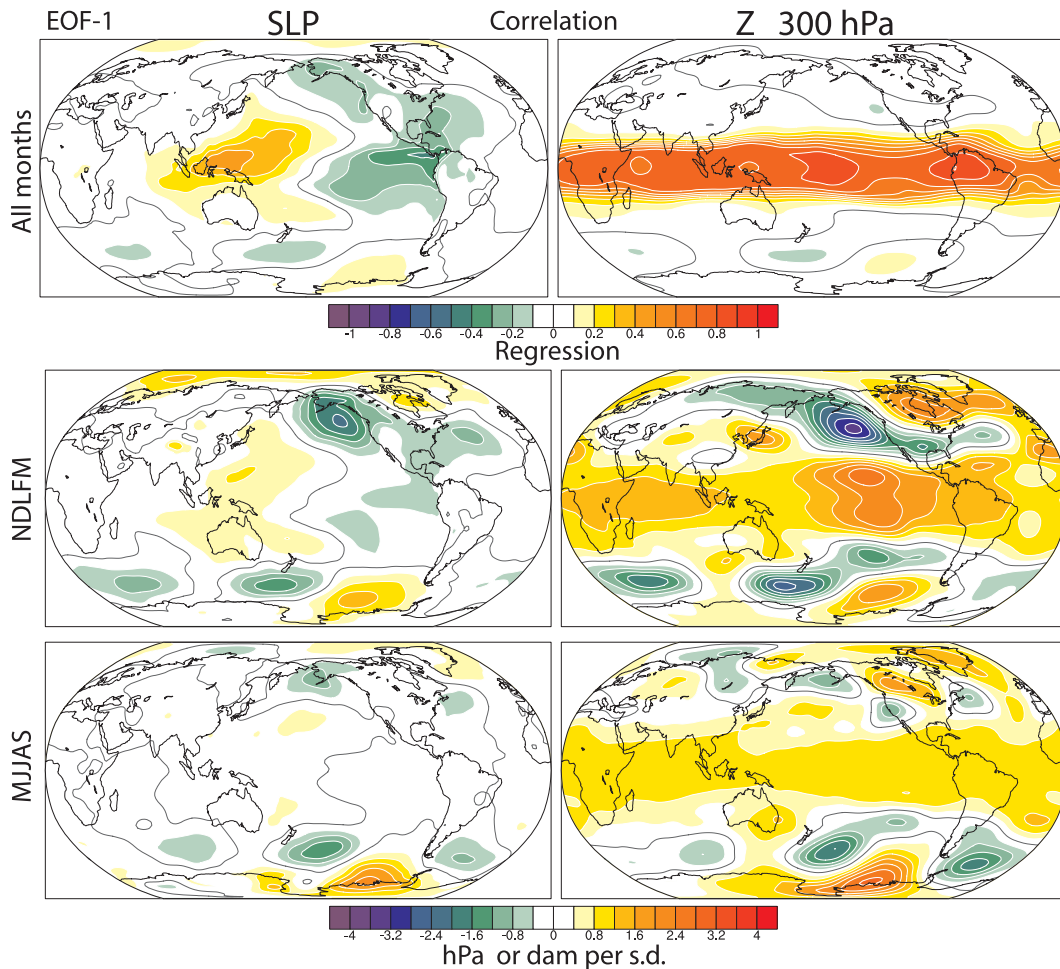 EOF-1 SLP Correlation Z 300 hPa
All months
-1 -0.8 -0.6 -0.4 -0.2 0 0.2 0.4 0.6 0.8 1
Regression
NDLFM
MJJAS
-4 -3.2 -2.4 -1.6 -0.8 0 0.8 1.6 2.4 3.2 4
hPa or dam per s.d.